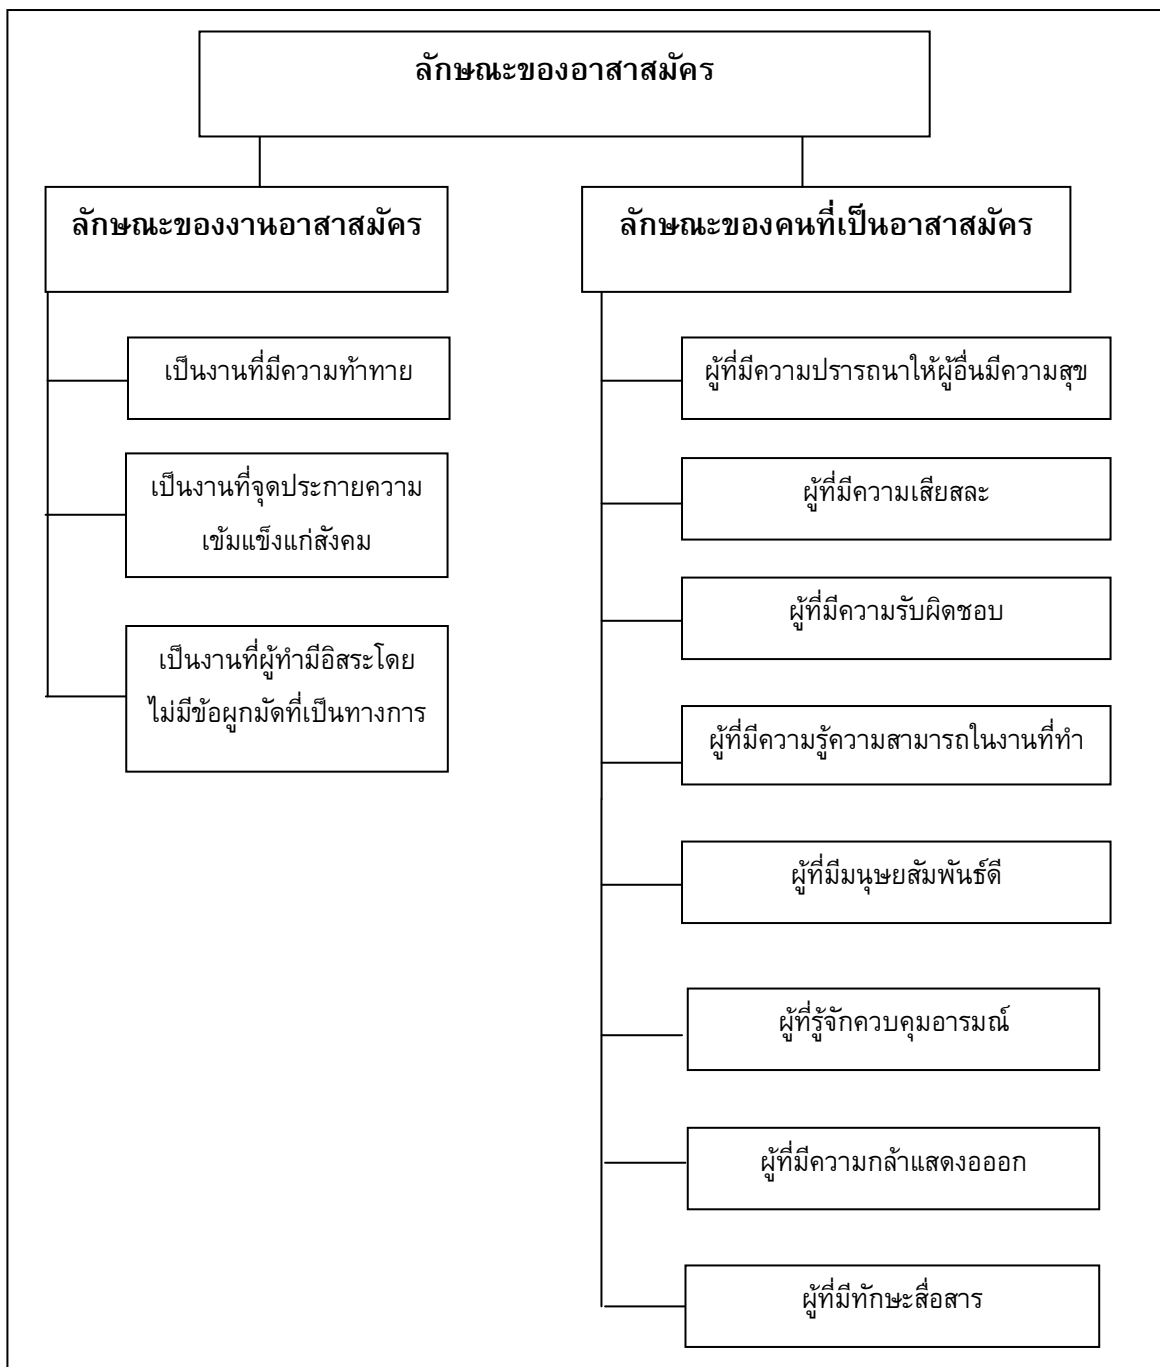 ลักษณะของอาสาสมัคร
ลักษณะของงานอาสาสมัคร
เป็นงานที่มีความท้าทาย
เป็นงานที่จุดประกายความ
เข้มแข็งแก่สังคม
เป็นงานที่ผู้ทำมีอิสระโดย
ไม่มีข้อผูกมัดที่เป็นทางการ
ลักษณะของคนที่เป็นอาสาสมัคร
ผู้ที่มีความปรารถนาให้ผู้อื่นมีความสุข
ผู้ที่มีความเสียสละ
ผู้ที่มีความรับผิดชอบ
ผู้ที่มีความรู้ความสามารถในงานที่ทำ
ผู้ที่มีมนุษยสัมพันธ์ดี
ผู้ที่รู้จักควบคุมอารมณ์
ผู้ที่มีความกล้าแสดงอออก
ผู้ที่มีทักษะสื่อสาร